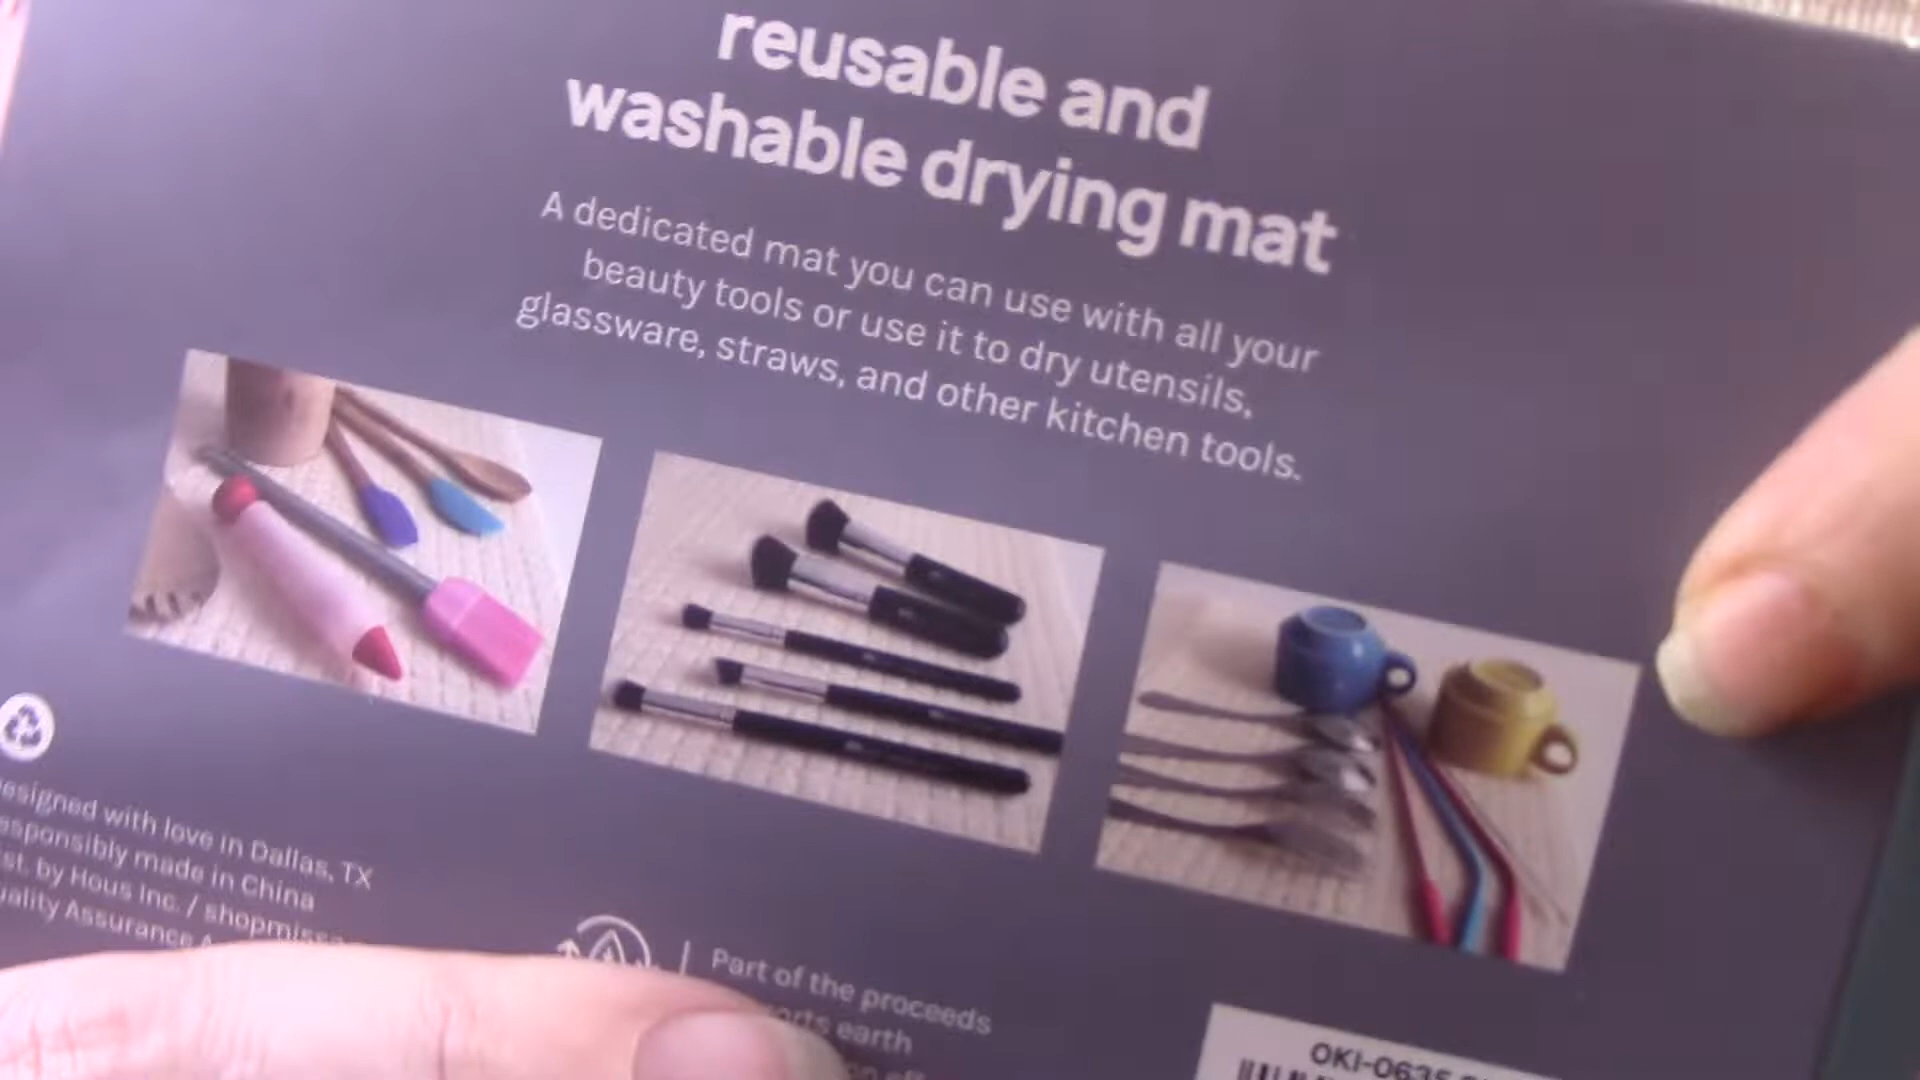 reusable and
washable drying mat
A dedicated mat you can use with all your
beauty tools or use it to dry utensils,
glassware, straws, and other kitchen tools.
esigned with love in Dallas, TX
esponsibly made in China
st. by Hous Inc. / shopmiss
uality Assurance
Part of the proceeds
orts earth
OKI-0635